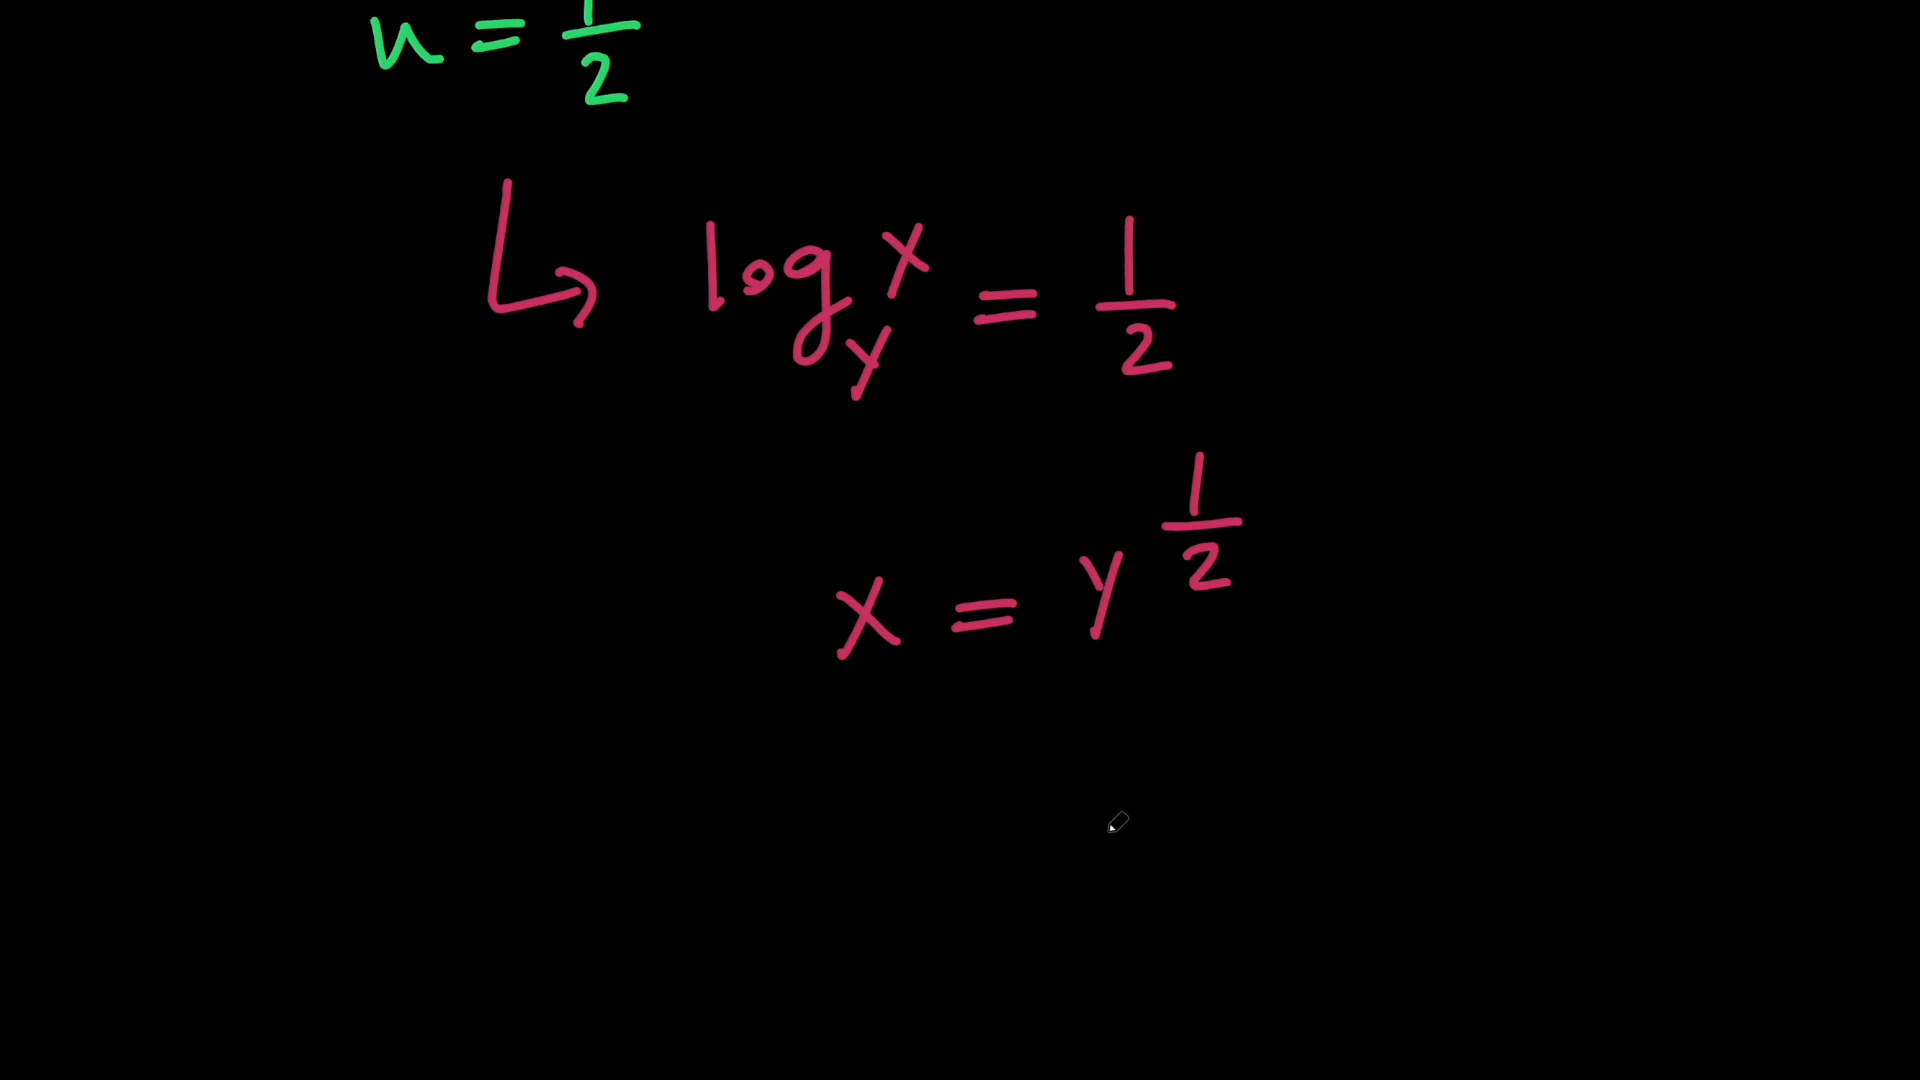 u = 1/2
log_y x = 1/2
x = y^(1/2)